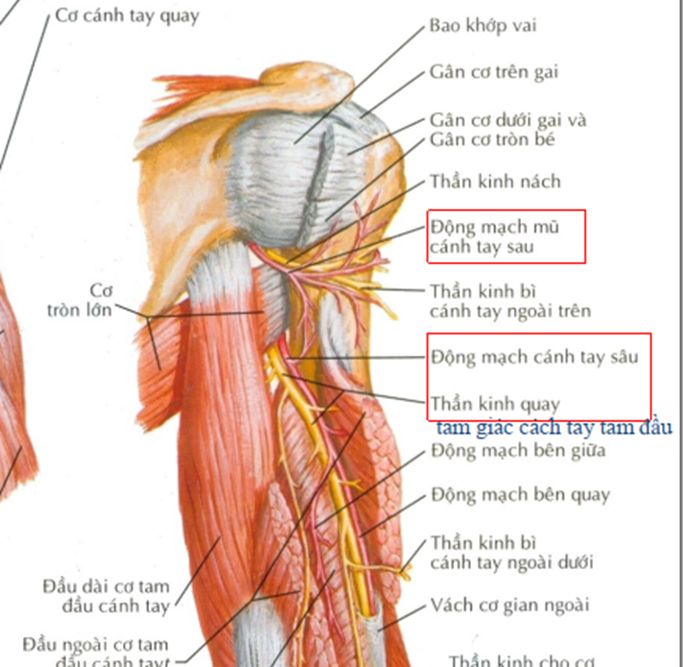 Cơ cánh tay quay
Bao khớp vai
Gân cơ trên gai
Gân cơ dưới gai và
Gân cơ tròn bé
Thần kinh nách
Động mạch mũ
cánh tay sau
Cơ
tròn lớn
Thần kinh bì
cánh tay ngoài trên
Động mạch cánh tay sâu
Thần kinh quay
tam giác cách tay tam đầu
Động mạch bên giữa
Động mạch bên quay
Thần kinh bì
cánh tay ngoài dưới
Đầu dài cơ tam
đầu cánh tay
Vách cơ gian ngoài
Đầu ngoài cơ tam
Thần kinh cho cơ